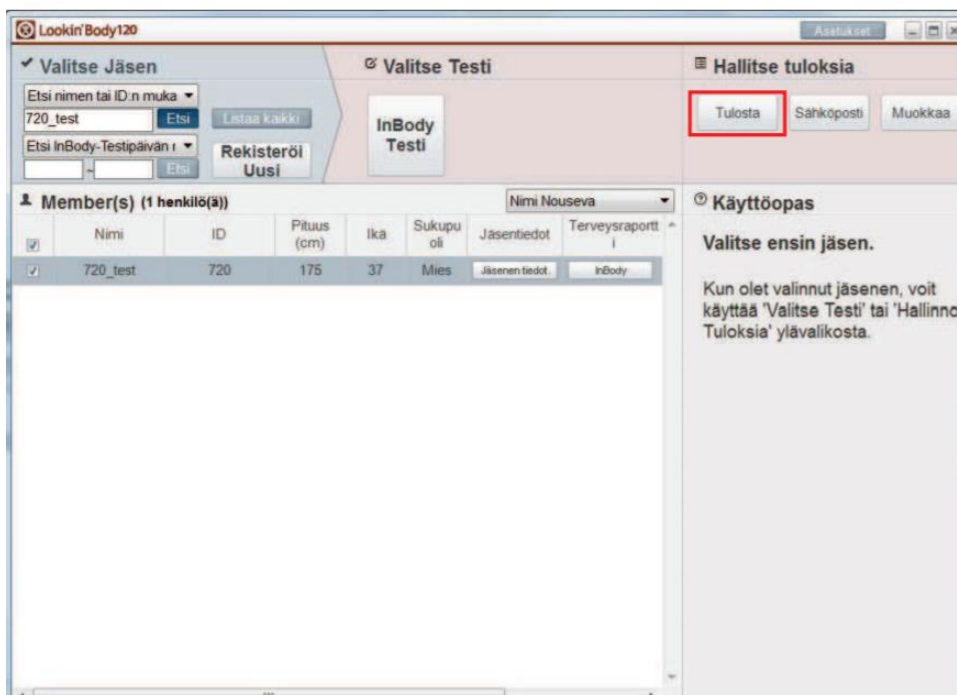 Lookin'Body120
Asetukset
Valitse Jäsen
Etsi nimen tai ID:n muka
720_test
Etsi
Listaa kaikki
Etsi InBody-Testipäivän r
~
Etsi
Rekisteröi
Uusi
Valitse Testi
InBody
Testi
Hallitse tuloksia
Tulosta
Sähköposti
Muokkaa
Member(s) (1 henkilö(ä))
Nimi Nouseva
Nimi ID Pituus (cm) Ikä Sukupu oli Jäsentiedot Terveysraportt i
720_test 720 175 37 Mies Jäsenen tiedot. InBody
Käyttöopas
Valitse ensin jäsen.
Kun olet valinnut jäsenen, voit
käyttää 'Valitse Testi' tai 'Hallinno
Tuloksia' ylävalikosta.